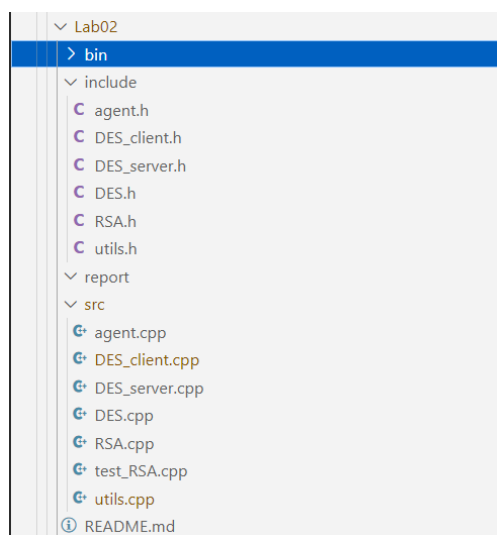 Lab02
bin
include
C agent.h
C DES_client.h
C DES_server.h
C DES.h
C RSA.h
C utils.h
report
src
C+ agent.cpp
C+ DES_client.cpp
C+ DES_server.cpp
C+ DES.cpp
C+ RSA.cpp
C+ test_RSA.cpp
C+ utils.cpp
README.md